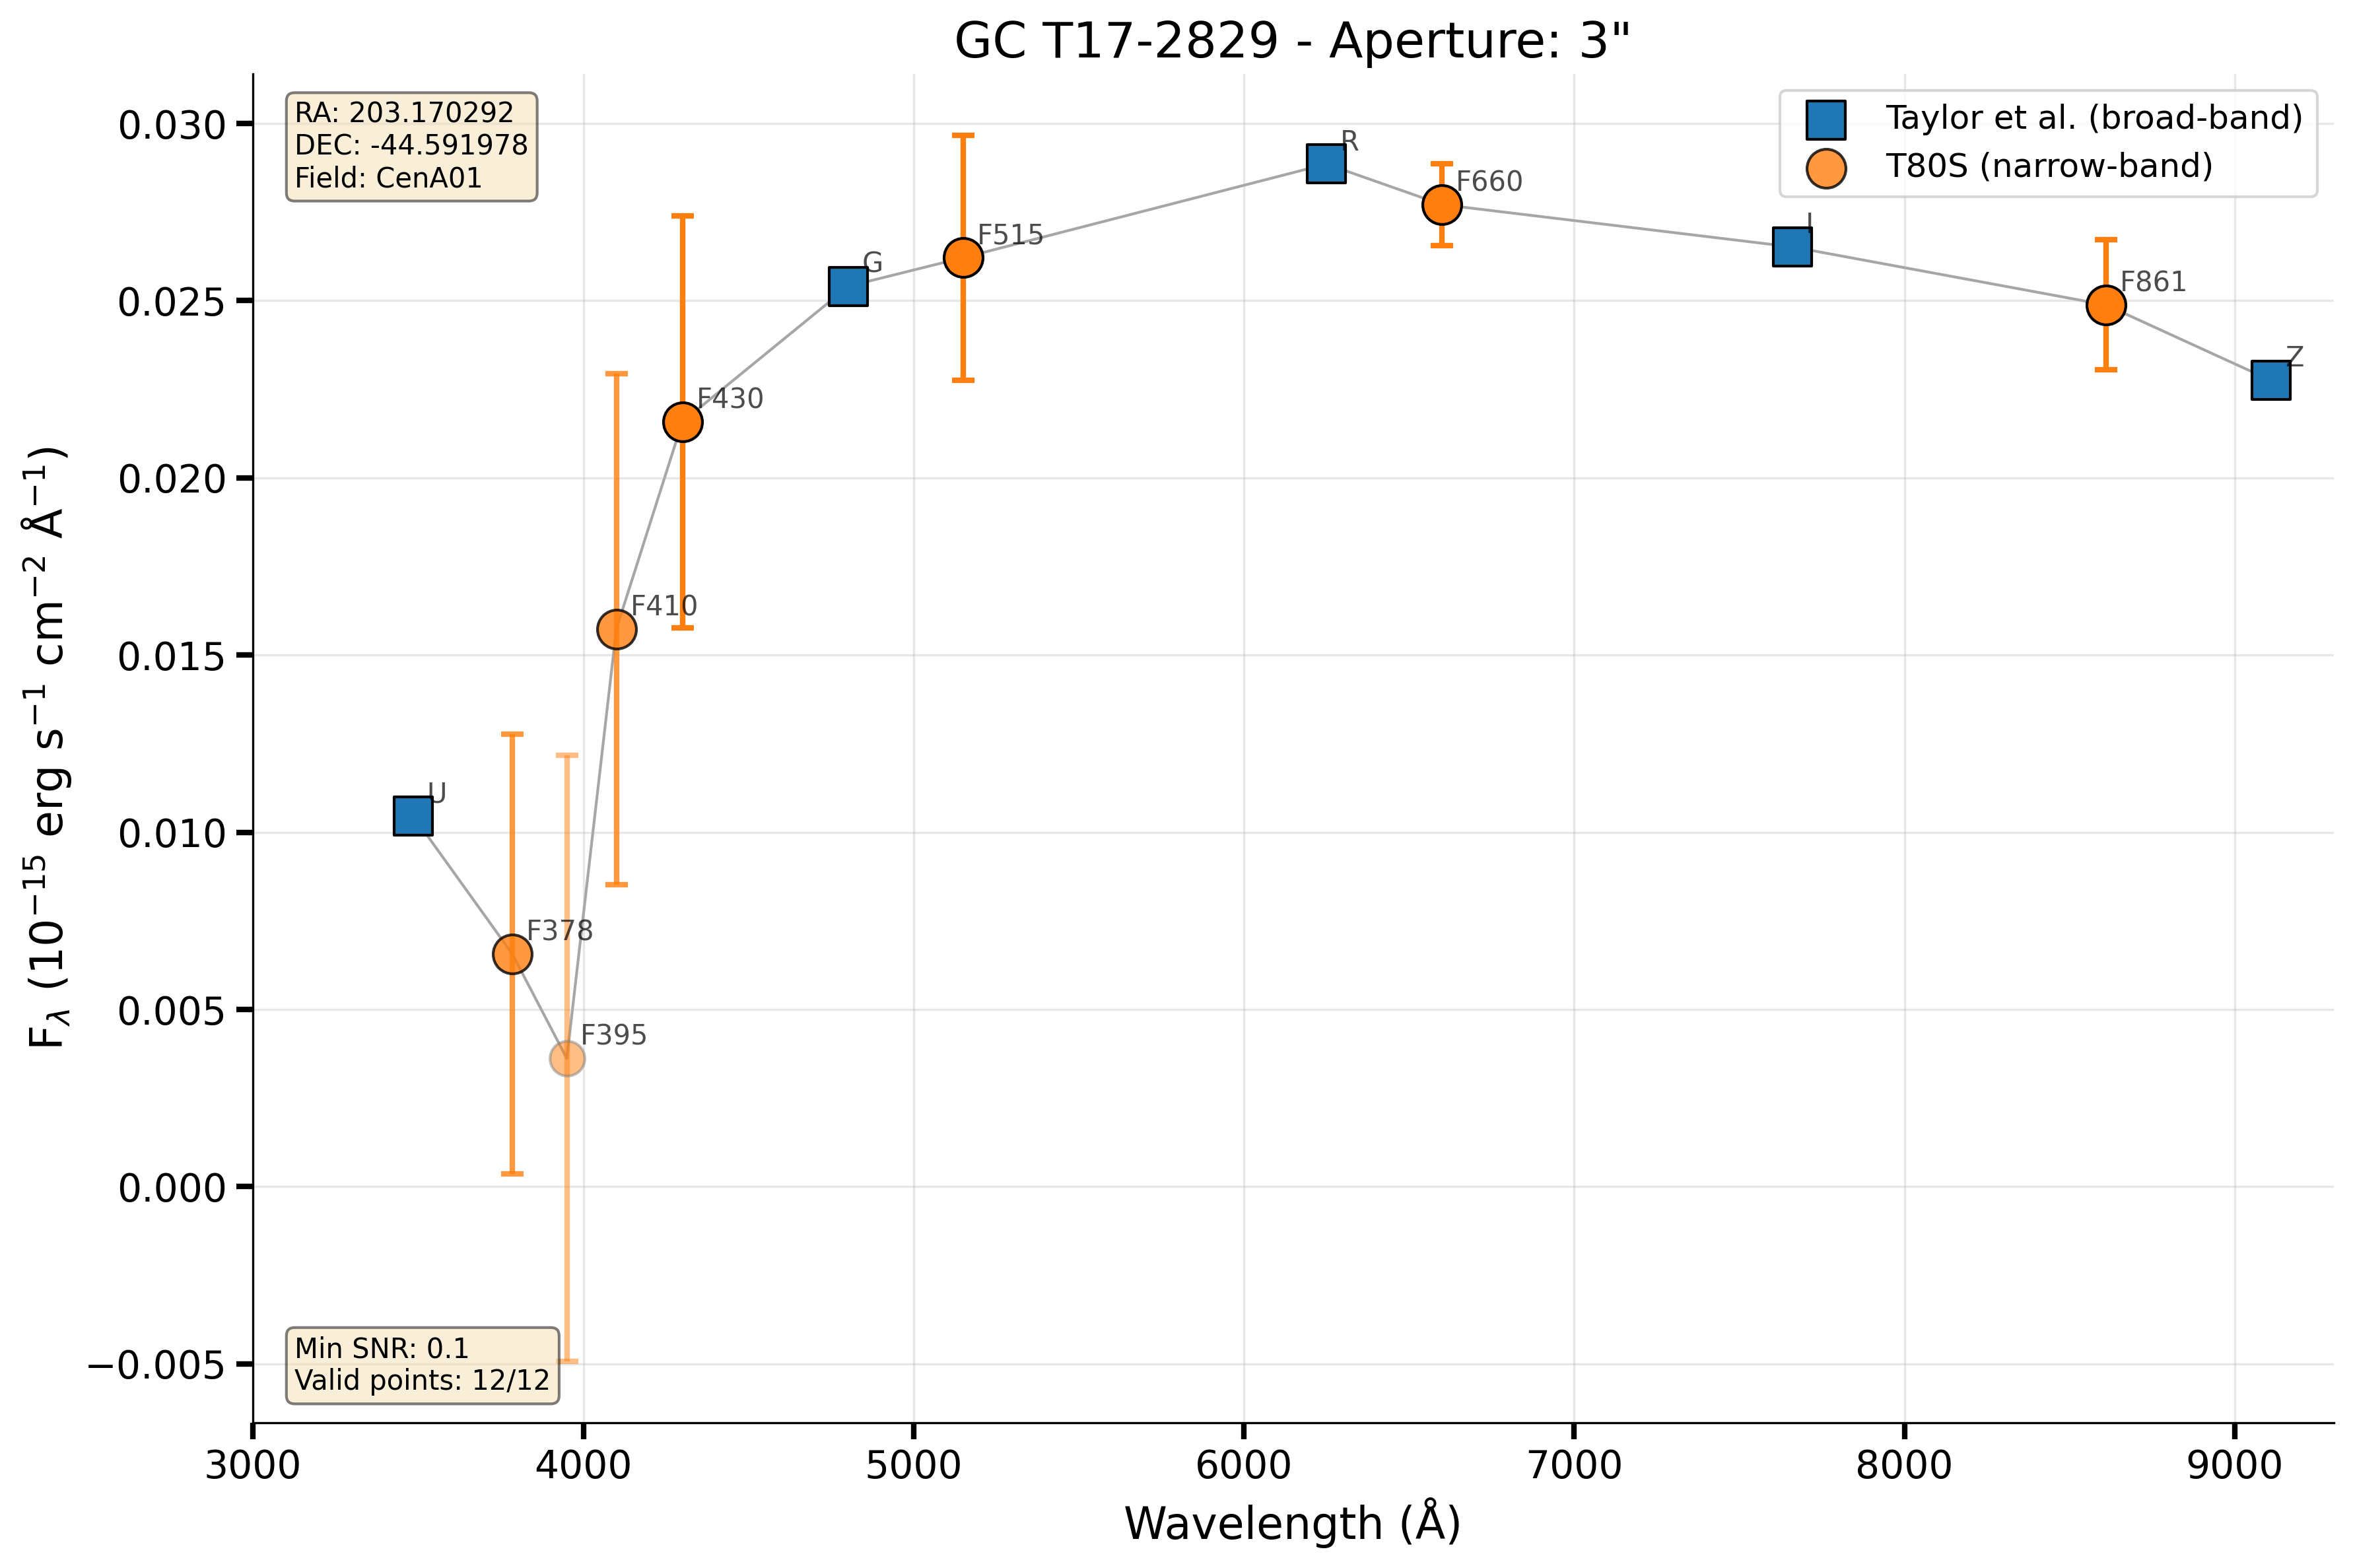 GC T17-2829 - Aperture: 3"
RA: 203.170292
DEC: -44.591978
Field: CenA01
Taylor et al. (broad-band)
T80S (narrow-band)
R
F660
I
F861
Z
G
F515
F430
F410
U
F378
F395
Min SNR: 0.1
Valid points: 12/12
0.030
0.025
0.020
0.015
0.010
0.005
0.000
−0.005
F_λ (10⁻¹⁵ erg s⁻¹ cm⁻² Å⁻¹)
3000 4000 5000 6000 7000 8000 9000
Wavelength (Å)